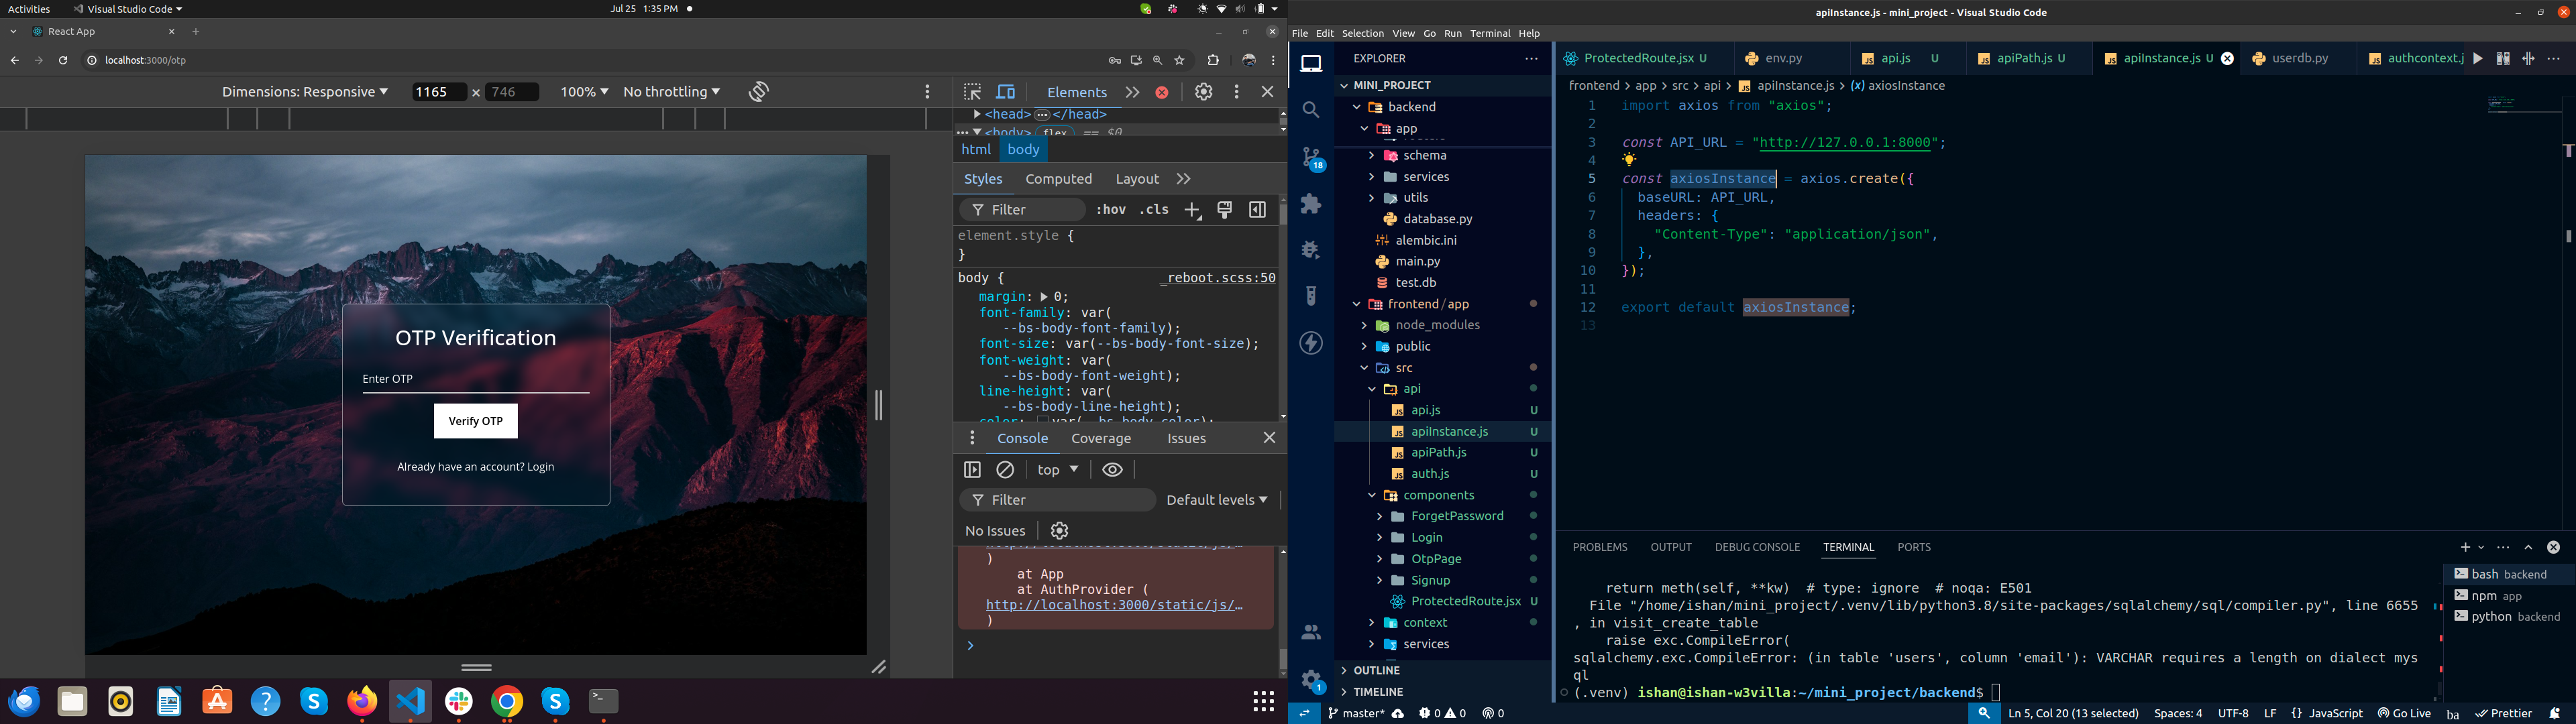 Activities
Visual Studio Code
Jul 25 1:35 PM
React App
localhost:3000/otp
Dimensions: Responsive
1165 × 746
100%
No throttling
OTP Verification
Enter OTP
Verify OTP
Already have an account? Login
Elements
<head> … </head>
<body> flex == $0
html body
Styles Computed Layout
Filter :hov .cls
element.style {
}
body { _reboot.scss:50
margin: 0;
font-family: var(
--bs-body-font-family);
font-size: var(--bs-body-font-size);
font-weight: var(
--bs-body-font-weight);
line-height: var(
--bs-body-line-height);
color: var(--bs-body-color);
Console Coverage Issues
top
Filter Default levels
No Issues
)
at App
at AuthProvider (
http://localhost:3000/static/js/…
)
apiInstance.js - mini_project - Visual Studio Code
File Edit Selection View Go Run Terminal Help
EXPLORER
MINI_PROJECT
backend
app
schema
services
utils
database.py
alembic.ini
main.py
test.db
frontend/app
node_modules
public
src
api
api.js U
apiInstance.js U
apiPath.js U
auth.js U
components
ForgetPassword
Login
OtpPage
Signup
ProtectedRoute.jsx U
context
services
OUTLINE
TIMELINE
18
1
ProtectedRoute.jsx U
env.py
api.js U
apiPath.js U
apiInstance.js U
userdb.py
authcontext.j
frontend > app > src > api > apiInstance.js > axiosInstance
1 import axios from "axios";
2
3 const API_URL = "http://127.0.0.1:8000";
4
5 const axiosInstance = axios.create({
6 baseURL: API_URL,
7 headers: {
8 "Content-Type": "application/json",
9 },
10 });
11
12 export default axiosInstance;
13
PROBLEMS OUTPUT DEBUG CONSOLE TERMINAL PORTS
return meth(self, **kw) # type: ignore # noqa: E501
File "/home/ishan/mini_project/.venv/lib/python3.8/site-packages/sqlalchemy/sql/compiler.py", line 6655
, in visit_create_table
raise exc.CompileError(
sqlalchemy.exc.CompileError: (in table 'users', column 'email'): VARCHAR requires a length on dialect mys
ql
(.venv) ishan@ishan-w3villa:~/mini_project/backend$
bash backend
npm app
python backend
master* 0 0 0
Ln 5, Col 20 (13 selected) Spaces: 4 UTF-8 LF {} JavaScript Go Live ba Prettier